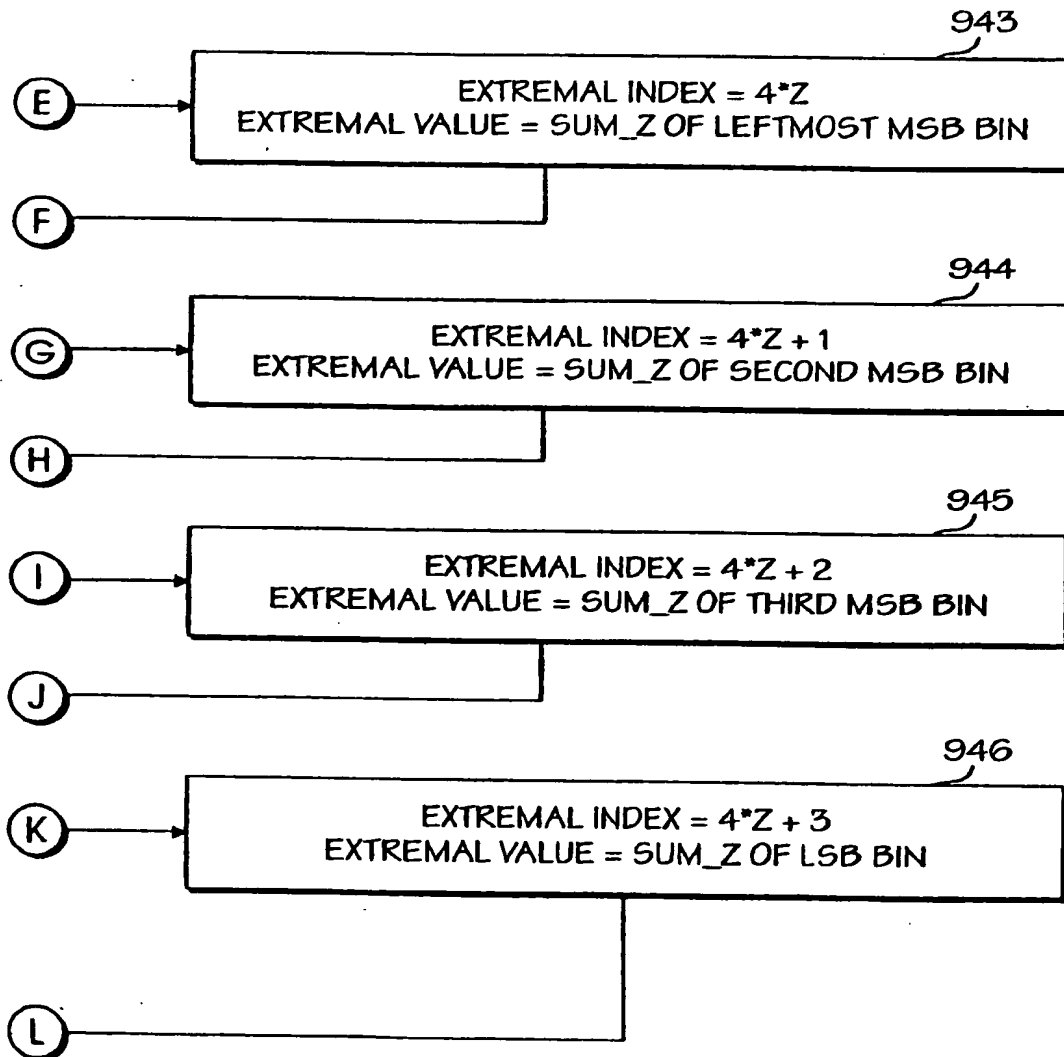 943
E
EXTREMAL INDEX = 4*Z
EXTREMAL VALUE = SUM_Z OF LEFTMOST MSB BIN
F
944
G
EXTREMAL INDEX = 4*Z + 1
EXTREMAL VALUE = SUM_Z OF SECOND MSB BIN
H
945
I
EXTREMAL INDEX = 4*Z + 2
EXTREMAL VALUE = SUM_Z OF THIRD MSB BIN
J
946
K
EXTREMAL INDEX = 4*Z + 3
EXTREMAL VALUE = SUM_Z OF LSB BIN
L